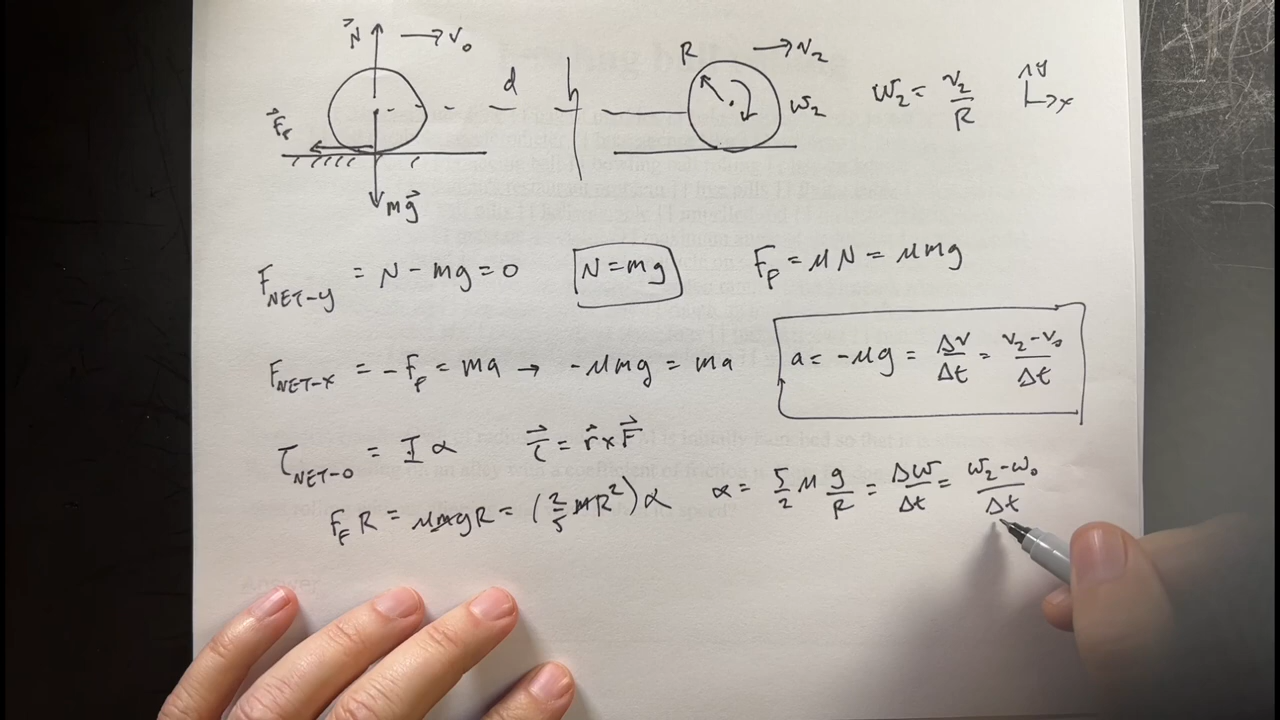 N⃗ → v₀
d
R → v₂
ω₂
ω₂ = v₂/R
y
x
F⃗_F
mg⃗
F_NET-y = N - mg = 0 N = mg F_F = μN = μmg
F_NET-x = -F_F = ma → -μmg = ma a = -μg = Δv/Δt = (v₂-v₀)/Δt
τ_NET-0 = I α τ⃗ = r⃗ x F⃗
F_F R = μmgR = (2/5 mR²)α α = 5/2 μ g/R = Δω/Δt = (ω₂-ω₀)/Δt